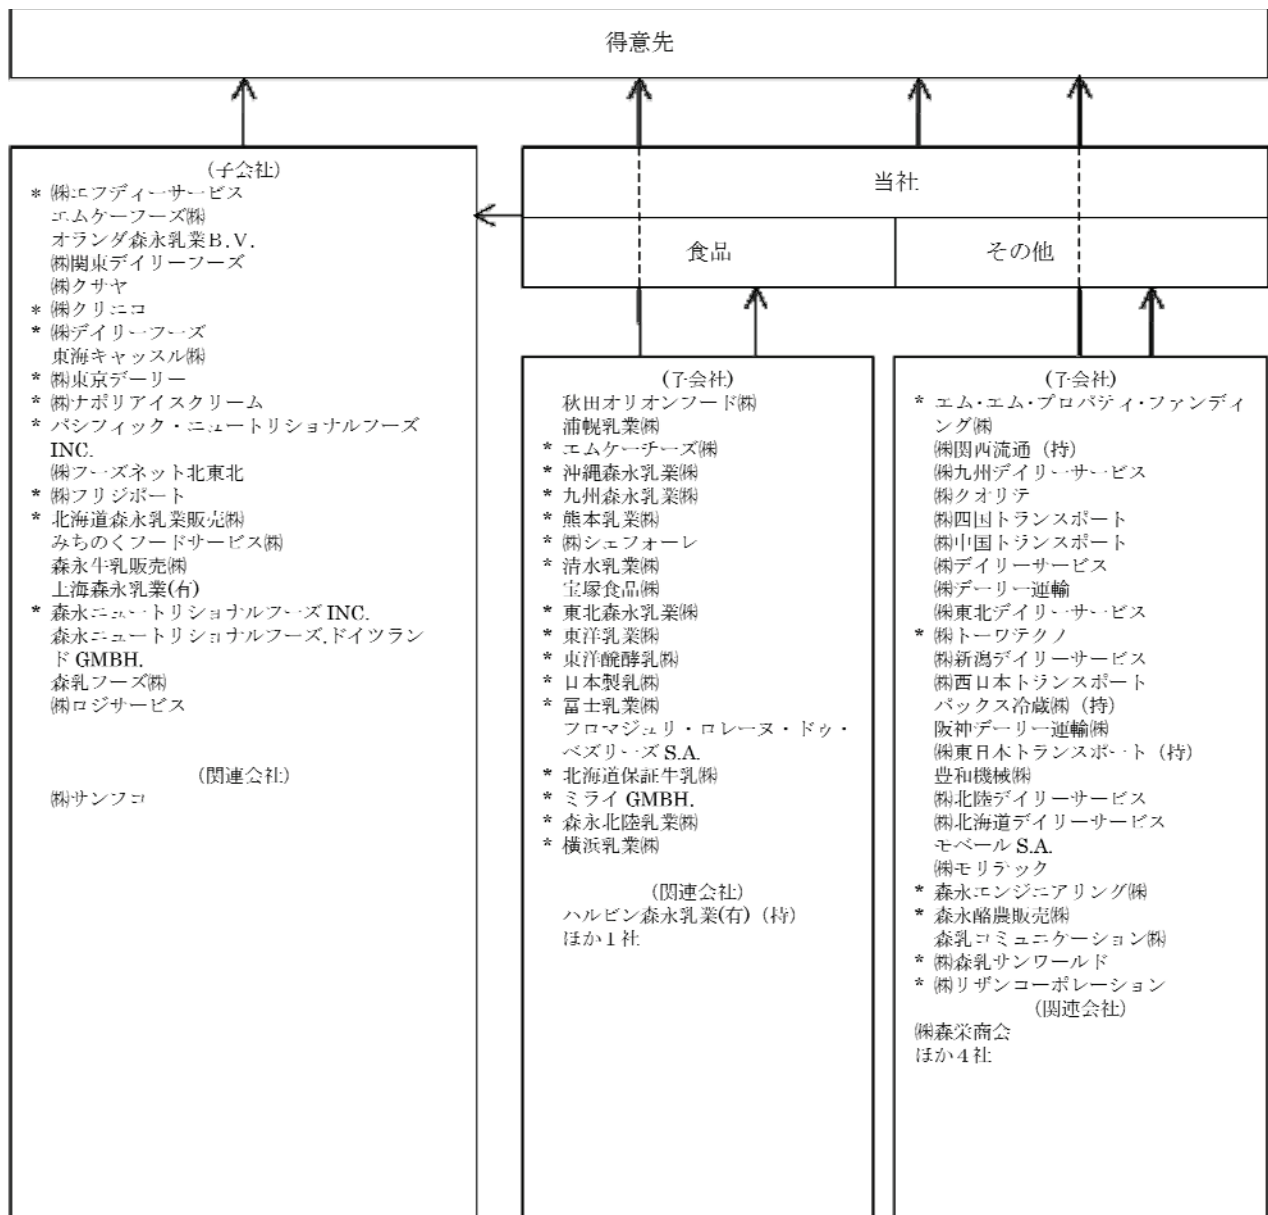 得意先
(子会社)
* ㈱エフディーサービス
エムケーフーズ㈱
オランダ森永乳業B.V.
㈱関東デイリーフーズ
㈱クサヤ
* ㈱クリニコ
* ㈱デイリーフーズ
東海キャッスル㈱
* ㈱東京デーリー
* ㈱ナポリアイスクリーム
* パシフィック・ニュートリショナルフーズ
INC.
㈱フーズネット北東北
* ㈱フリジポート
* 北海道森永乳業販売㈱
みちのくフードサービス㈱
森永牛乳販売㈱
上海森永乳業(有)
* 森永ニュートリショナルフーズ INC.
森永ニュートリショナルフーズ.ドイツラン
ド GMBH.
森乳フーズ㈱
㈱ロジサービス
(関連会社)
㈱サンフコ
当社
食品
その他
(子会社)
秋田オリオンフード㈱
浦幌乳業㈱
* エムケーチーズ㈱
* 沖縄森永乳業㈱
* 九州森永乳業㈱
* 熊本乳業㈱
* ㈱シェフォーレ
* 清水乳業㈱
宝塚食品㈱
* 東北森永乳業㈱
* 東洋乳業㈱
* 東洋醗酵乳㈱
* 日本製乳㈱
* 冨士乳業㈱
フロマジュリ・ロレーヌ・ドゥ・
ベズリーズ S.A.
* 北海道保証牛乳㈱
* ミライ GMBH.
* 森永北陸乳業㈱
* 横浜乳業㈱
(関連会社)
ハルビン森永乳業(有)（持）
ほか１社
(子会社)
* エム・エム・プロパティ・ファンディ
ング㈱
㈱関西流通（持）
㈱九州デイリーサービス
㈱クオリテ
㈱四国トランスポート
㈱中国トランスポート
㈱デイリーサービス
㈱デーリー運輸
㈱東北デイリーサービス
* ㈱トーワテクノ
㈱新潟デイリーサービス
㈱西日本トランスポート
パックス冷蔵㈱（持）
阪神デーリー運輸㈱
㈱東日本トランスポート（持）
豊和機械㈱
㈱北陸デイリーサービス
㈱北海道デイリーサービス
モベール S.A.
㈱モリテック
* 森永エンジニアリング㈱
* 森永酪農販売㈱
森乳コミュニケーション㈱
* ㈱森乳サンワールド
* ㈱リザンコーポレーション
(関連会社)
㈱森栄商会
ほか４社